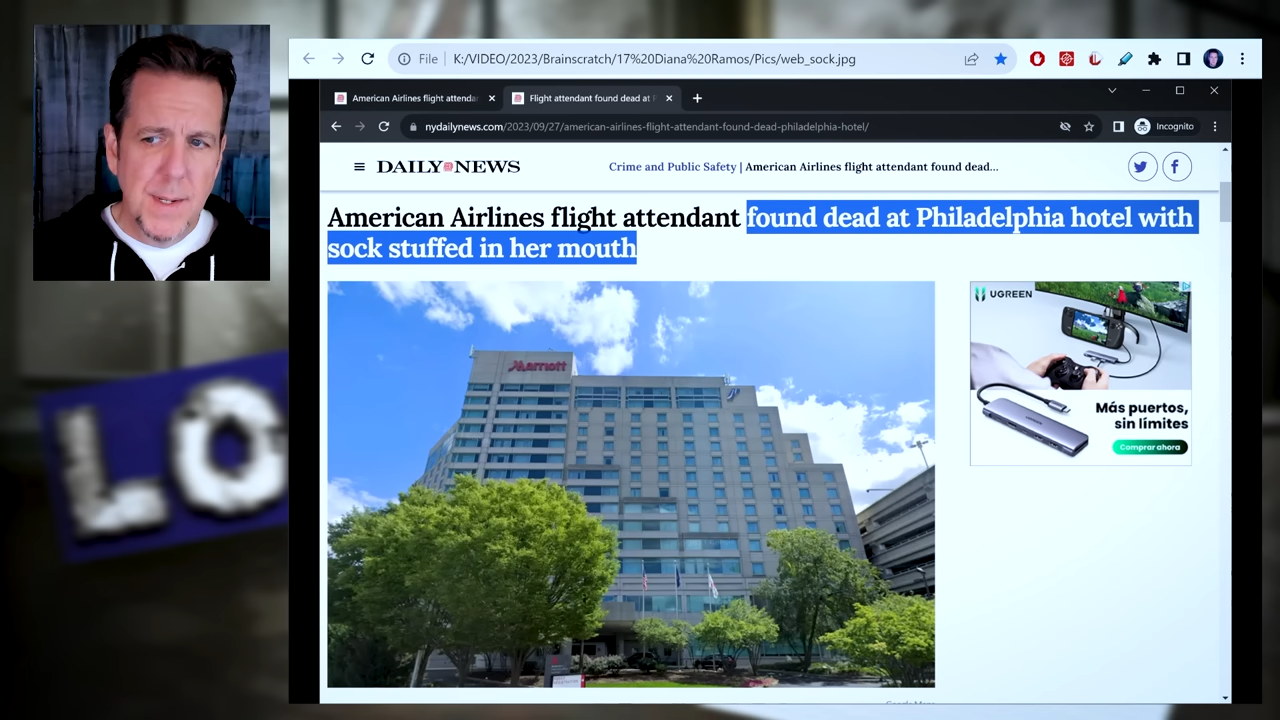 File
K:/VIDEO/2023/Brainscratch/17%20Diana%20Ramos/Pics/web_sock.jpg
American Airlines flight attenda
Flight attendant found dead at P
nydailynews.com/2023/09/27/american-airlines-flight-attendant-found-dead-philadelphia-hotel/
Incognito
DAILY NEWS
Crime and Public Safety | American Airlines flight attendant found dead...
American Airlines flight attendant found dead at Philadelphia hotel with
sock stuffed in her mouth
Marriott
UGREEN
Más puertos,
sin límites
Comprar ahora
LO